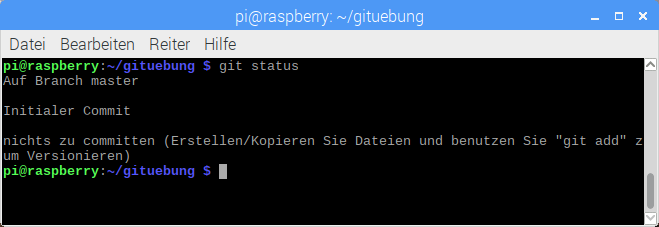 pi@raspberry: ~/gituebung
Datei Bearbeiten Reiter Hilfe
pi@raspberry:~/gituebung $ git status
Auf Branch master
Initialer Commit
nichts zu committen (Erstellen/Kopieren Sie Dateien und benutzen Sie "git add" z
um Versionieren)
pi@raspberry:~/gituebung $